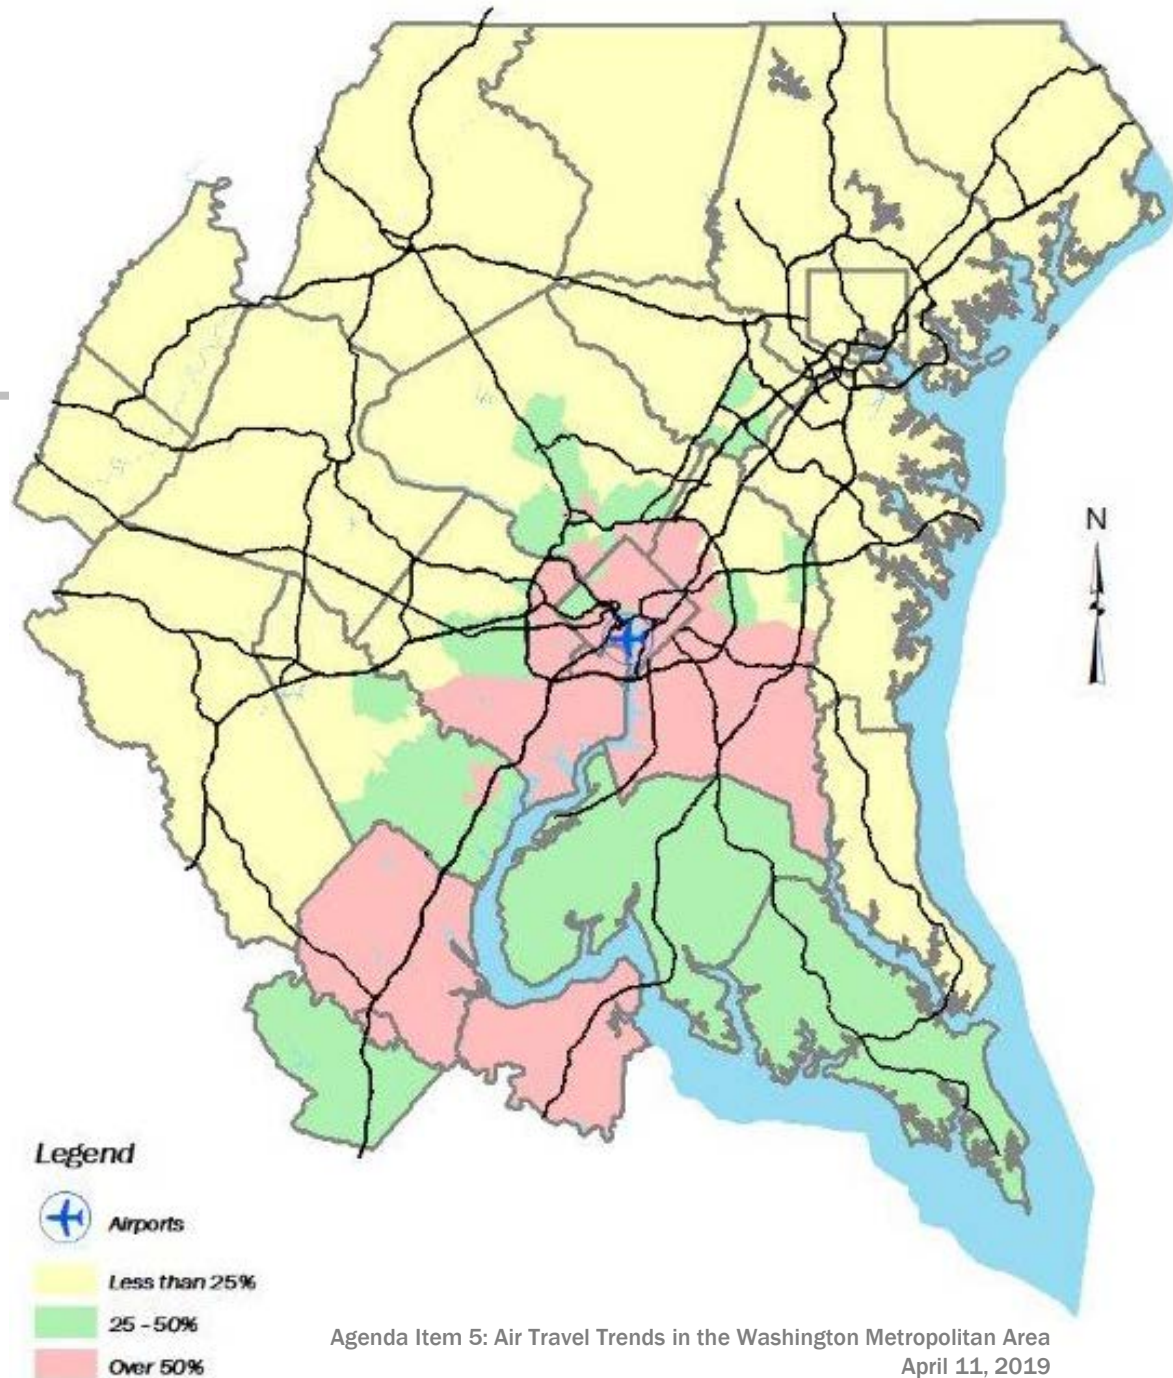 N
Legend
Airports
Less than 25%
25 - 50%
Over 50%
Agenda Item 5: Air Travel Trends in the Washington Metropolitan Area
April 11, 2019